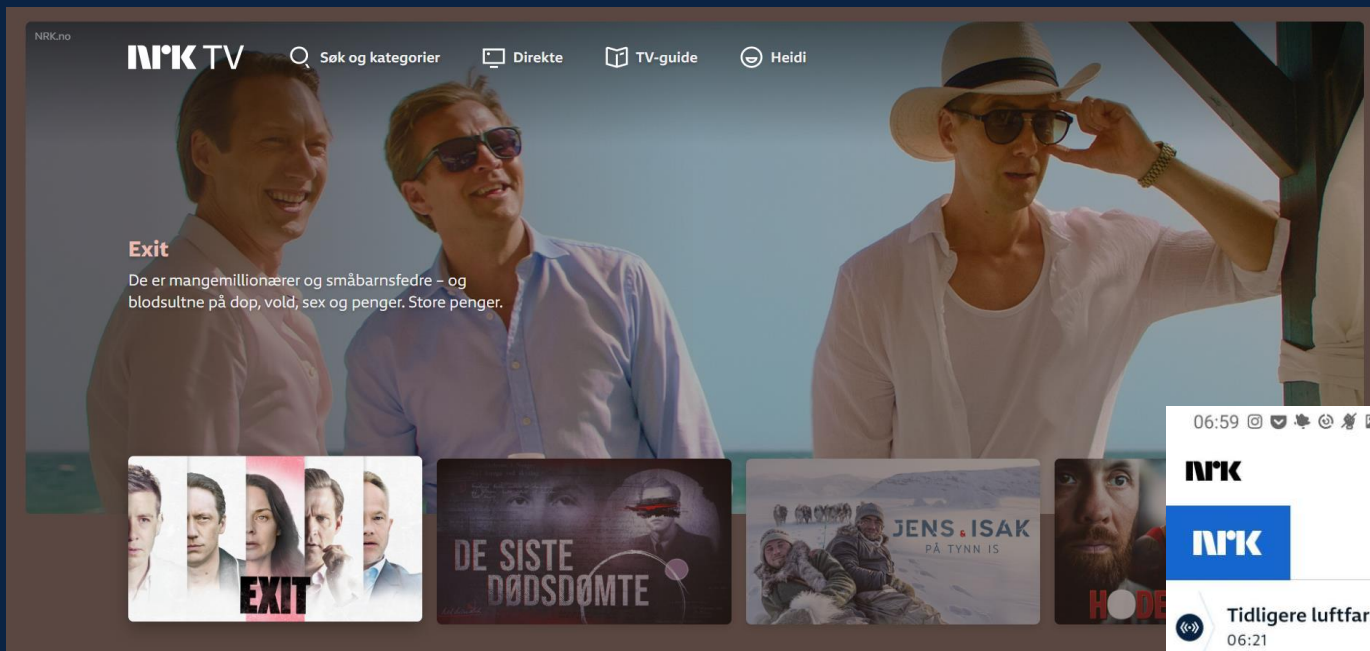 NRK.no
NRK TV
Søk og kategorier
Direkte
TV-guide
Heidi
Exit
De er mangemillionærer og småbarnsfedre – og
blodsultne på dop, vold, sex og penger. Store penger.
EXIT
DE SISTE
DØDSDØMTE
JENS & ISAK
PÅ TYNN IS
06:59
NRK
NRK
Tidligere luftfar
06:21